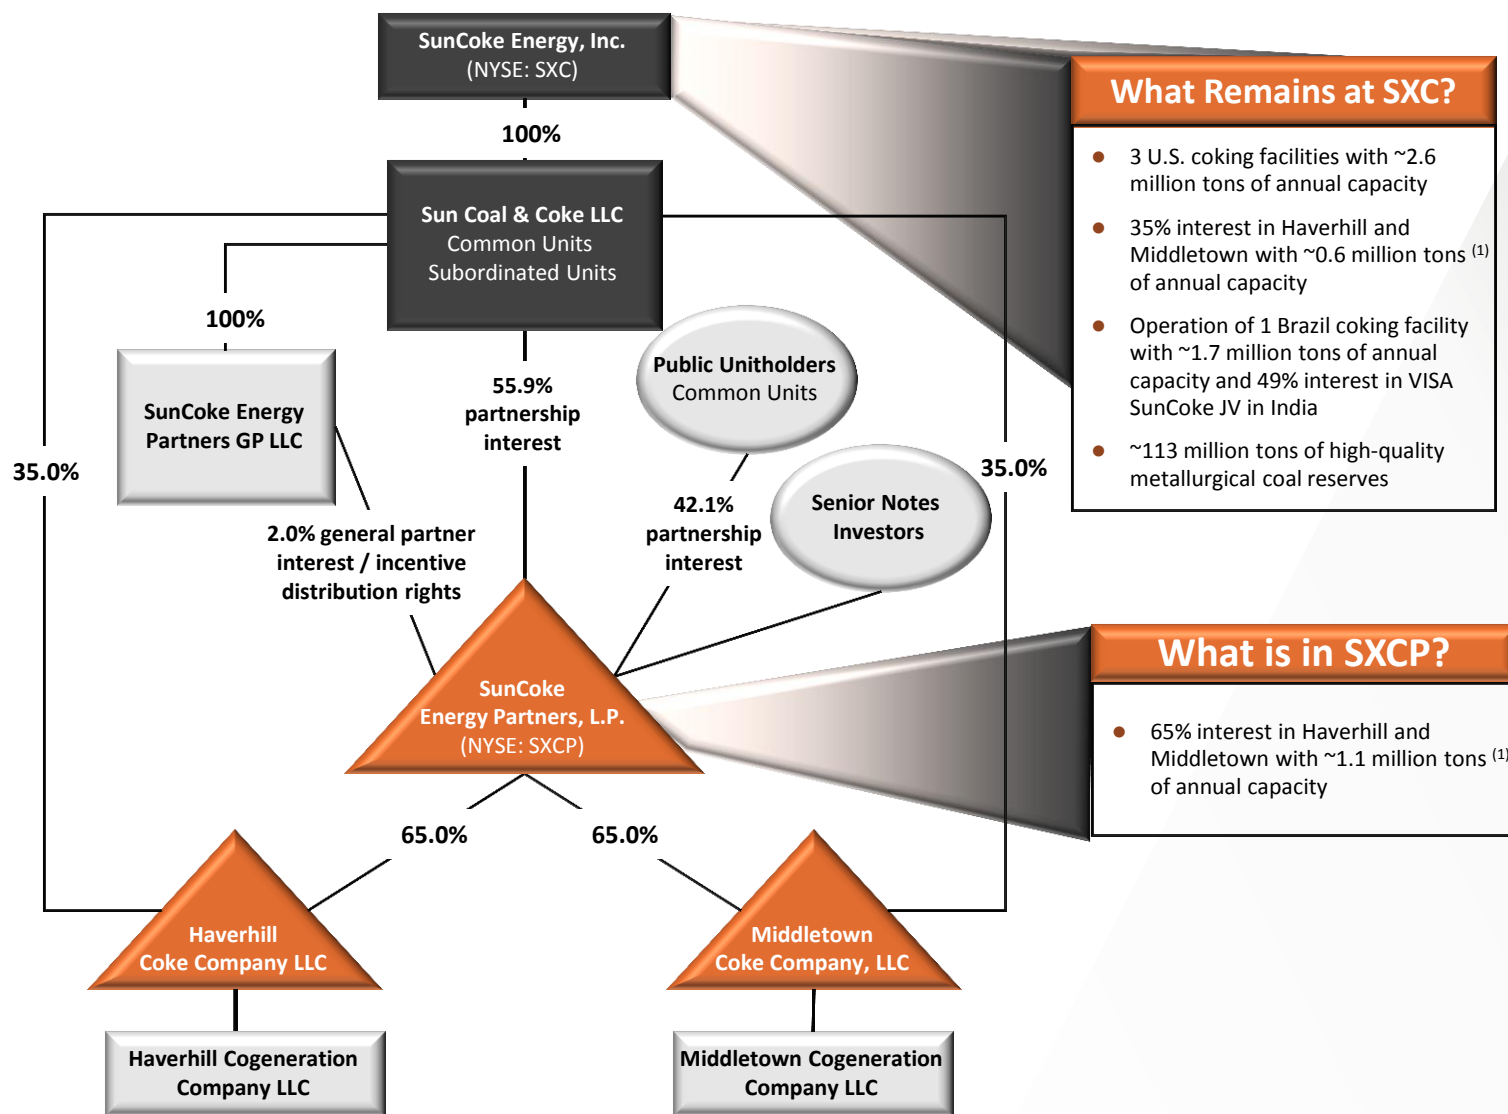 SunCoke Energy, Inc.
(NYSE: SXC)
100%
Sun Coal & Coke LLC
Common Units
Subordinated Units
100%
SunCoke Energy
Partners GP LLC
35.0%
55.9%
partnership
interest
Public Unitholders
Common Units
42.1%
partnership
interest
Senior Notes
Investors
35.0%
2.0% general partner
interest / incentive
distribution rights
SunCoke
Energy Partners, L.P.
(NYSE: SXCP)
65.0%
65.0%
Haverhill
Coke Company LLC
Middletown
Coke Company, LLC
Haverhill Cogeneration
Company LLC
Middletown Cogeneration
Company LLC
What Remains at SXC?
● 3 U.S. coking facilities with ~2.6
million tons of annual capacity
● 35% interest in Haverhill and
Middletown with ~0.6 million tons (1)
of annual capacity
● Operation of 1 Brazil coking facility
with ~1.7 million tons of annual
capacity and 49% interest in VISA
SunCoke JV in India
● ~113 million tons of high-quality
metallurgical coal reserves
What is in SXCP?
● 65% interest in Haverhill and
Middletown with ~1.1 million tons (1)
of annual capacity